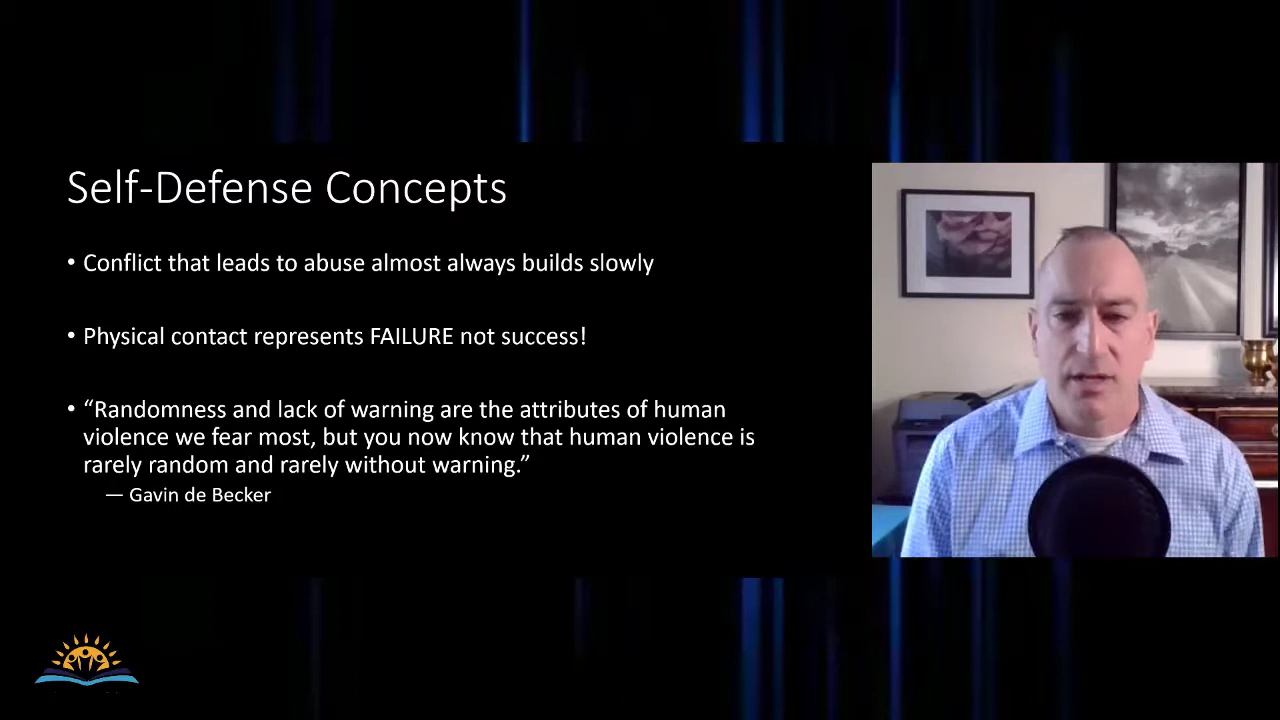 Self-Defense Concepts
• Conflict that leads to abuse almost always builds slowly
• Physical contact represents FAILURE not success!
• “Randomness and lack of warning are the attributes of human
violence we fear most, but you now know that human violence is
rarely random and rarely without warning.”
— Gavin de Becker